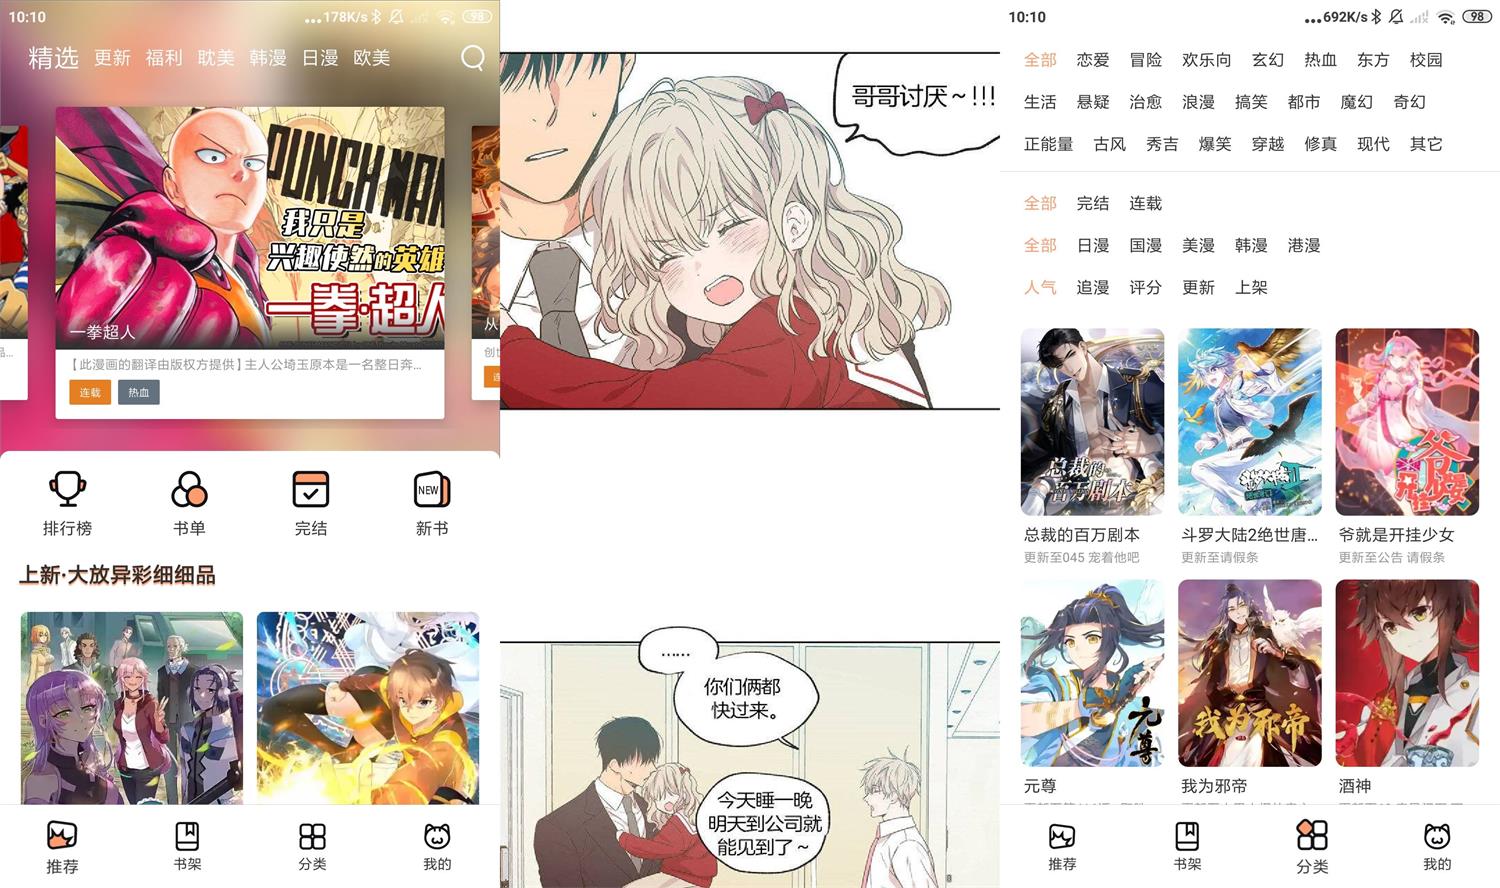 10:10
...178K/s
98
精选 更新 福利 耽美 韩漫 日漫 欧美
PUNCH MAN
我只是
兴趣使然的英雄
一拳超人
一拳超人
【此漫画的翻译由版权方提供】主人公埼玉原本是一名整日奔...
连载 热血
品...
从
创世
连
排行榜 书单 完结 新书
NEW
上新·大放异彩细细品
推荐 书架 分类 我的
哥哥讨厌～!!!
……
你们俩都
快过来。
今天睡一晚
明天到公司就
能见到了～
10:10
...692K/s
98
全部 恋爱 冒险 欢乐向 玄幻 热血 东方 校园
生活 悬疑 治愈 浪漫 搞笑 都市 魔幻 奇幻
正能量 古风 秀吉 爆笑 穿越 修真 现代 其它
全部 完结 连载
全部 日漫 国漫 美漫 韩漫 港漫
人气 追漫 评分 更新 上架
总裁的
百万剧本
爷就是
开挂少女
总裁的百万剧本 斗罗大陆2绝世唐... 爷就是开挂少女
更新至045 宠着他吧 更新至请假条 更新至公告 请假条
元尊
我为邪帝
元尊 我为邪帝 酒神
推荐 书架 分类 我的